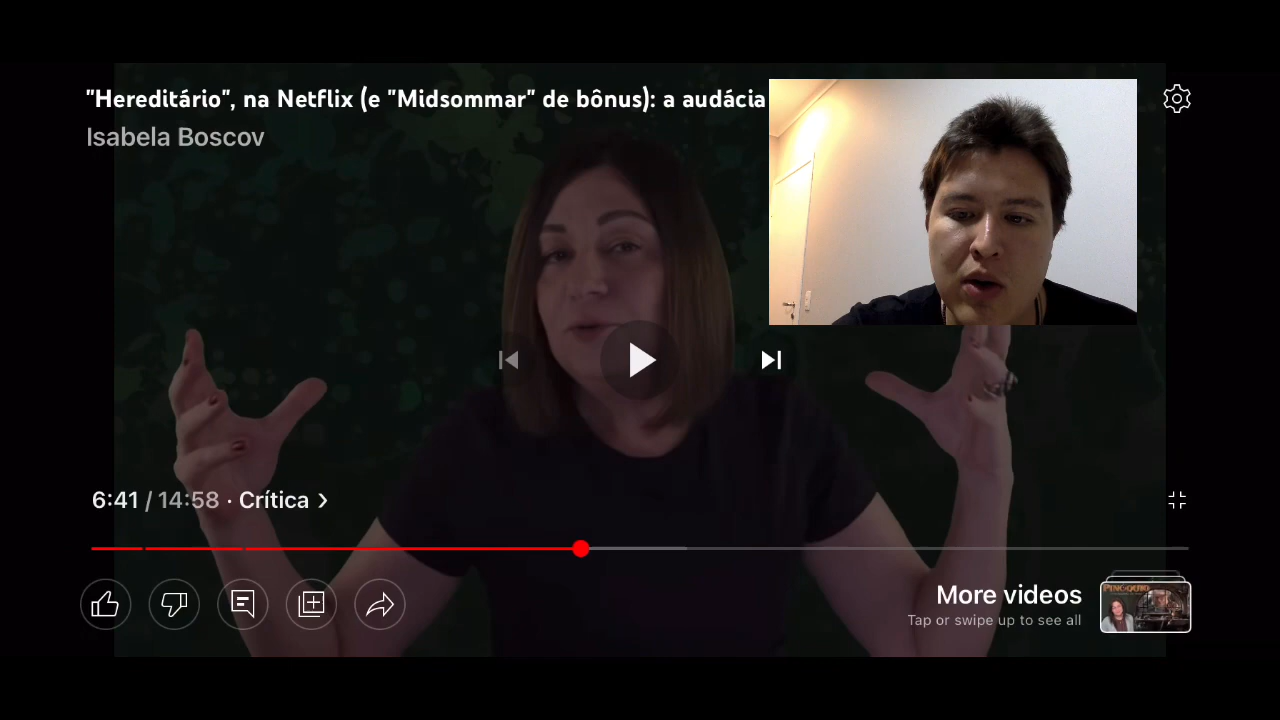 "Hereditário", na Netflix (e "Midsommar" de bônus): a audácia
Isabela Boscov
6:41 / 14:58 · Crítica >
More videos
Tap or swipe up to see all
PINÓQUIO